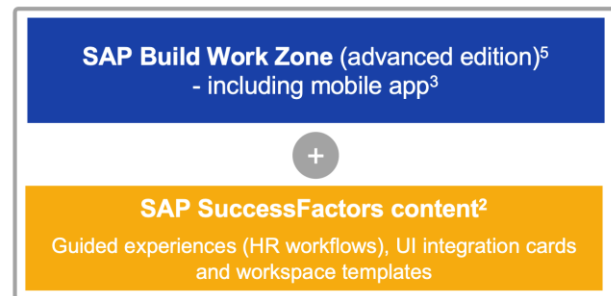 SAP Build Work Zone (advanced edition)⁵
- including mobile app³
+
SAP SuccessFactors content²
Guided experiences (HR workflows), UI integration cards
and workspace templates